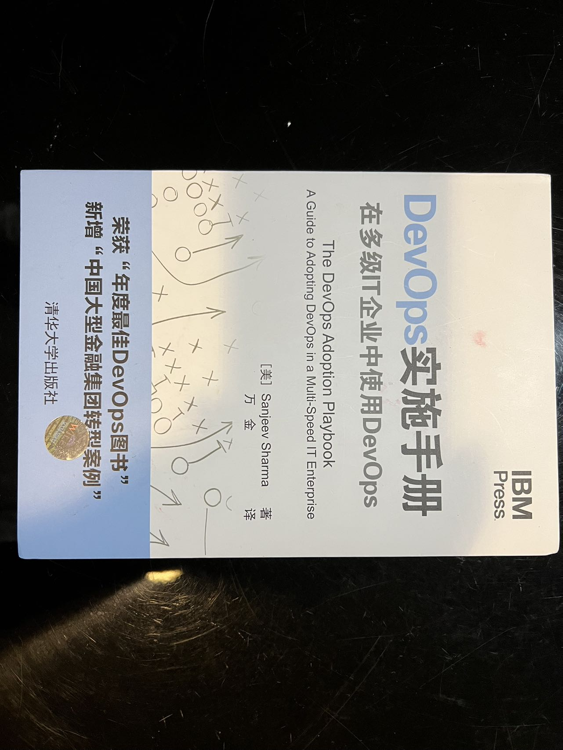 IBM
Press
DevOps实施手册
在多级IT企业中使用DevOps
The DevOps Adoption Playbook
A Guide to Adopting DevOps in a Multi-Speed IT Enterprise
[美] Sanjeev Sharma 著
万 金 译
荣获“年度最佳DevOps图书”
新增“中国大型金融集团转型案例”
清华大学出版社